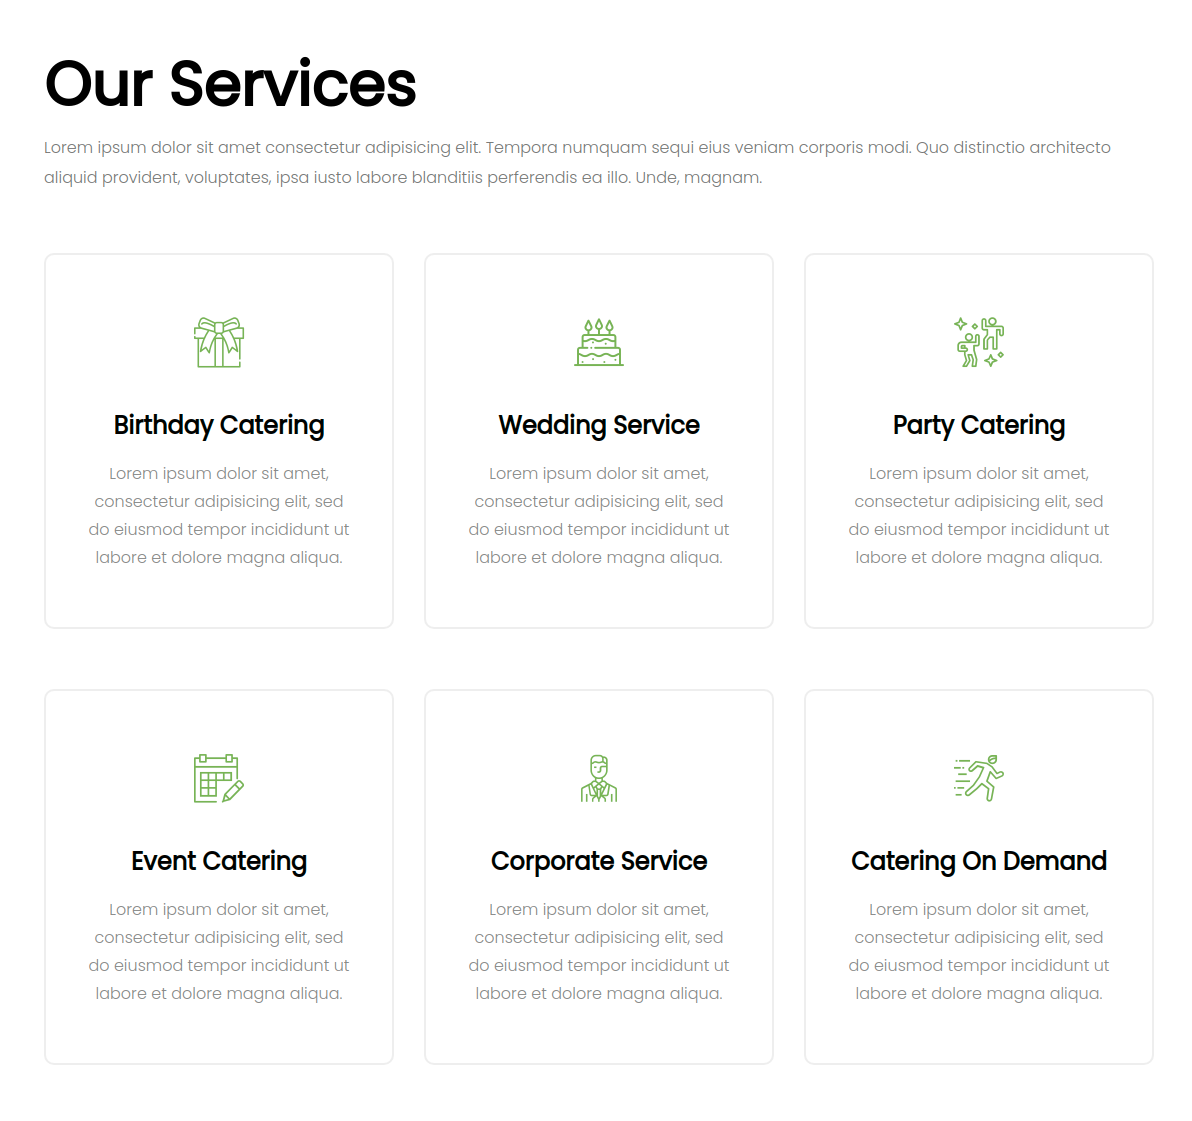 Our Services
Lorem ipsum dolor sit amet consectetur adipisicing elit. Tempora numquam sequi eius veniam corporis modi. Quo distinctio architecto
aliquid provident, voluptates, ipsa iusto labore blanditiis perferendis ea illo. Unde, magnam.
Birthday Catering
Lorem ipsum dolor sit amet,
consectetur adipisicing elit, sed
do eiusmod tempor incididunt ut
labore et dolore magna aliqua.
Wedding Service
Lorem ipsum dolor sit amet,
consectetur adipisicing elit, sed
do eiusmod tempor incididunt ut
labore et dolore magna aliqua.
Party Catering
Lorem ipsum dolor sit amet,
consectetur adipisicing elit, sed
do eiusmod tempor incididunt ut
labore et dolore magna aliqua.
Event Catering
Lorem ipsum dolor sit amet,
consectetur adipisicing elit, sed
do eiusmod tempor incididunt ut
labore et dolore magna aliqua.
Corporate Service
Lorem ipsum dolor sit amet,
consectetur adipisicing elit, sed
do eiusmod tempor incididunt ut
labore et dolore magna aliqua.
Catering On Demand
Lorem ipsum dolor sit amet,
consectetur adipisicing elit, sed
do eiusmod tempor incididunt ut
labore et dolore magna aliqua.